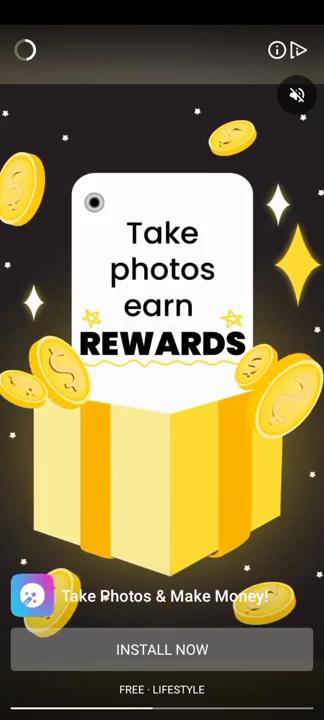 Take
photos
earn
REWARDS
Take Photos & Make Money!
INSTALL NOW
FREE · LIFESTYLE